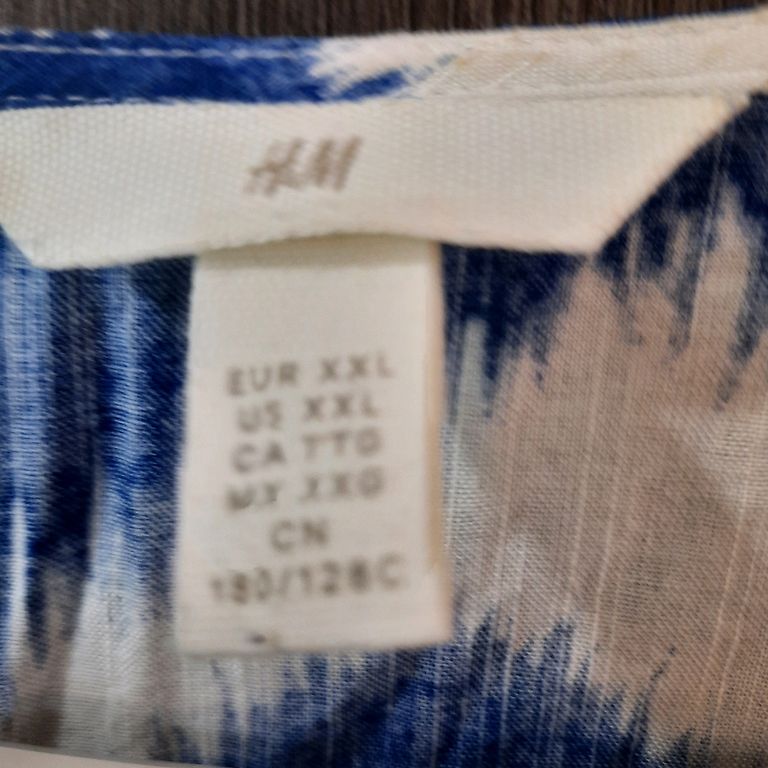 H&M
EUR XXL
US XXL
CA TTG
MX XXG
CN
180/128C